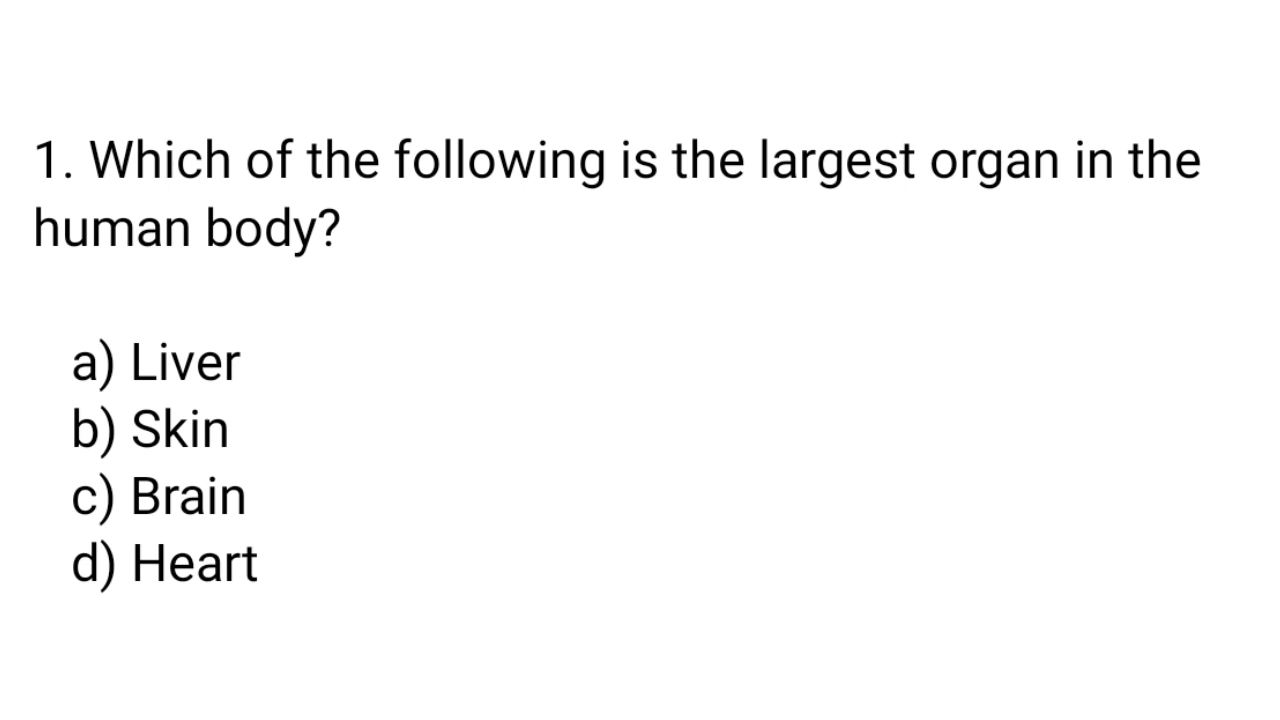 1. Which of the following is the largest organ in the
human body?
a) Liver
b) Skin
c) Brain
d) Heart